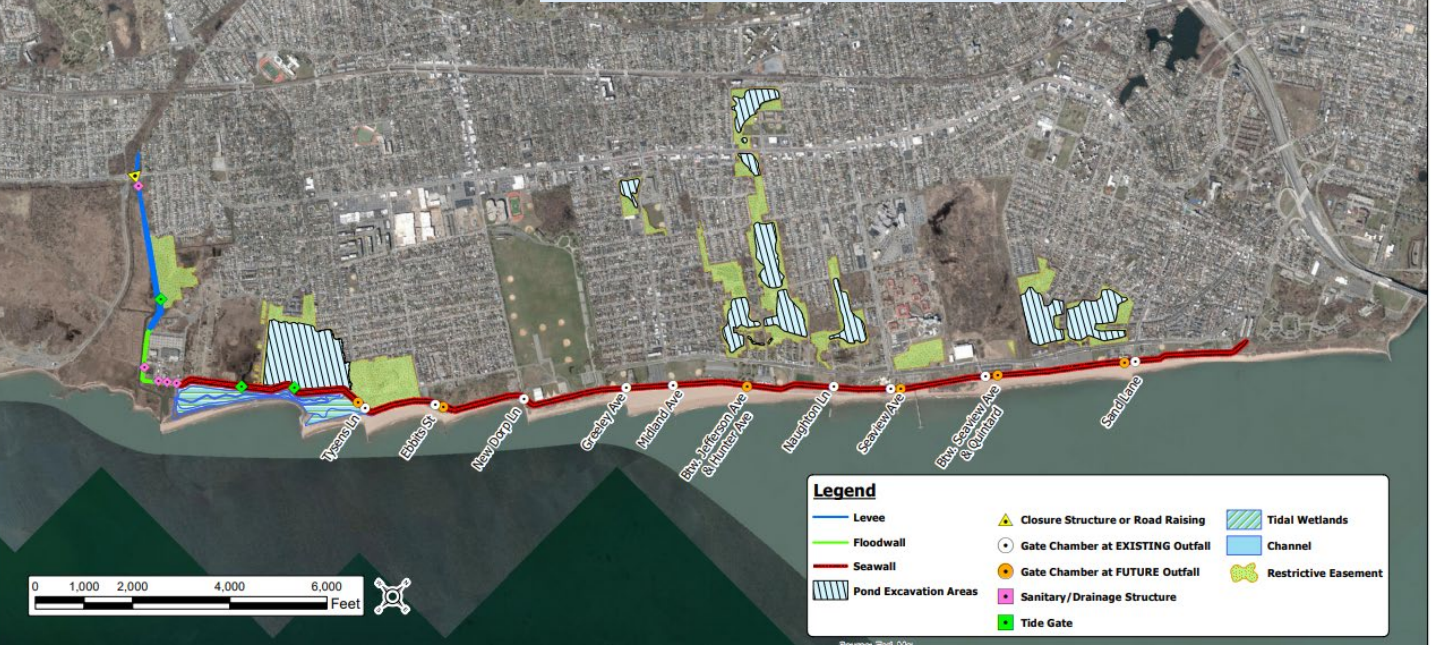 Tysens Ln
Ebbits St
New Dorp Ln
Greeley Ave
Midland Ave
Btw. Jefferson Ave
& Hunter Ave
Naughton Ln
Seaview Ave
Btw. Seaview Ave
& Quintard
Sand Lane
Legend
Levee
Floodwall
Seawall
Pond Excavation Areas
Closure Structure or Road Raising
Gate Chamber at EXISTING Outfall
Gate Chamber at FUTURE Outfall
Sanitary/Drainage Structure
Tide Gate
Tidal Wetlands
Channel
Restrictive Easement
0 1,000 2,000 4,000 6,000
Feet